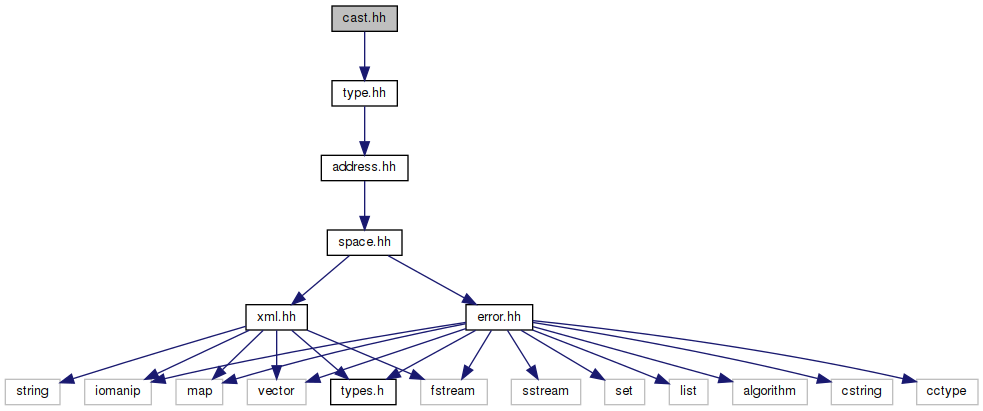 cast.hh
type.hh
address.hh
space.hh
xml.hh error.hh
string iomanip map vector types.h fstream sstream set list algorithm cstring cctype